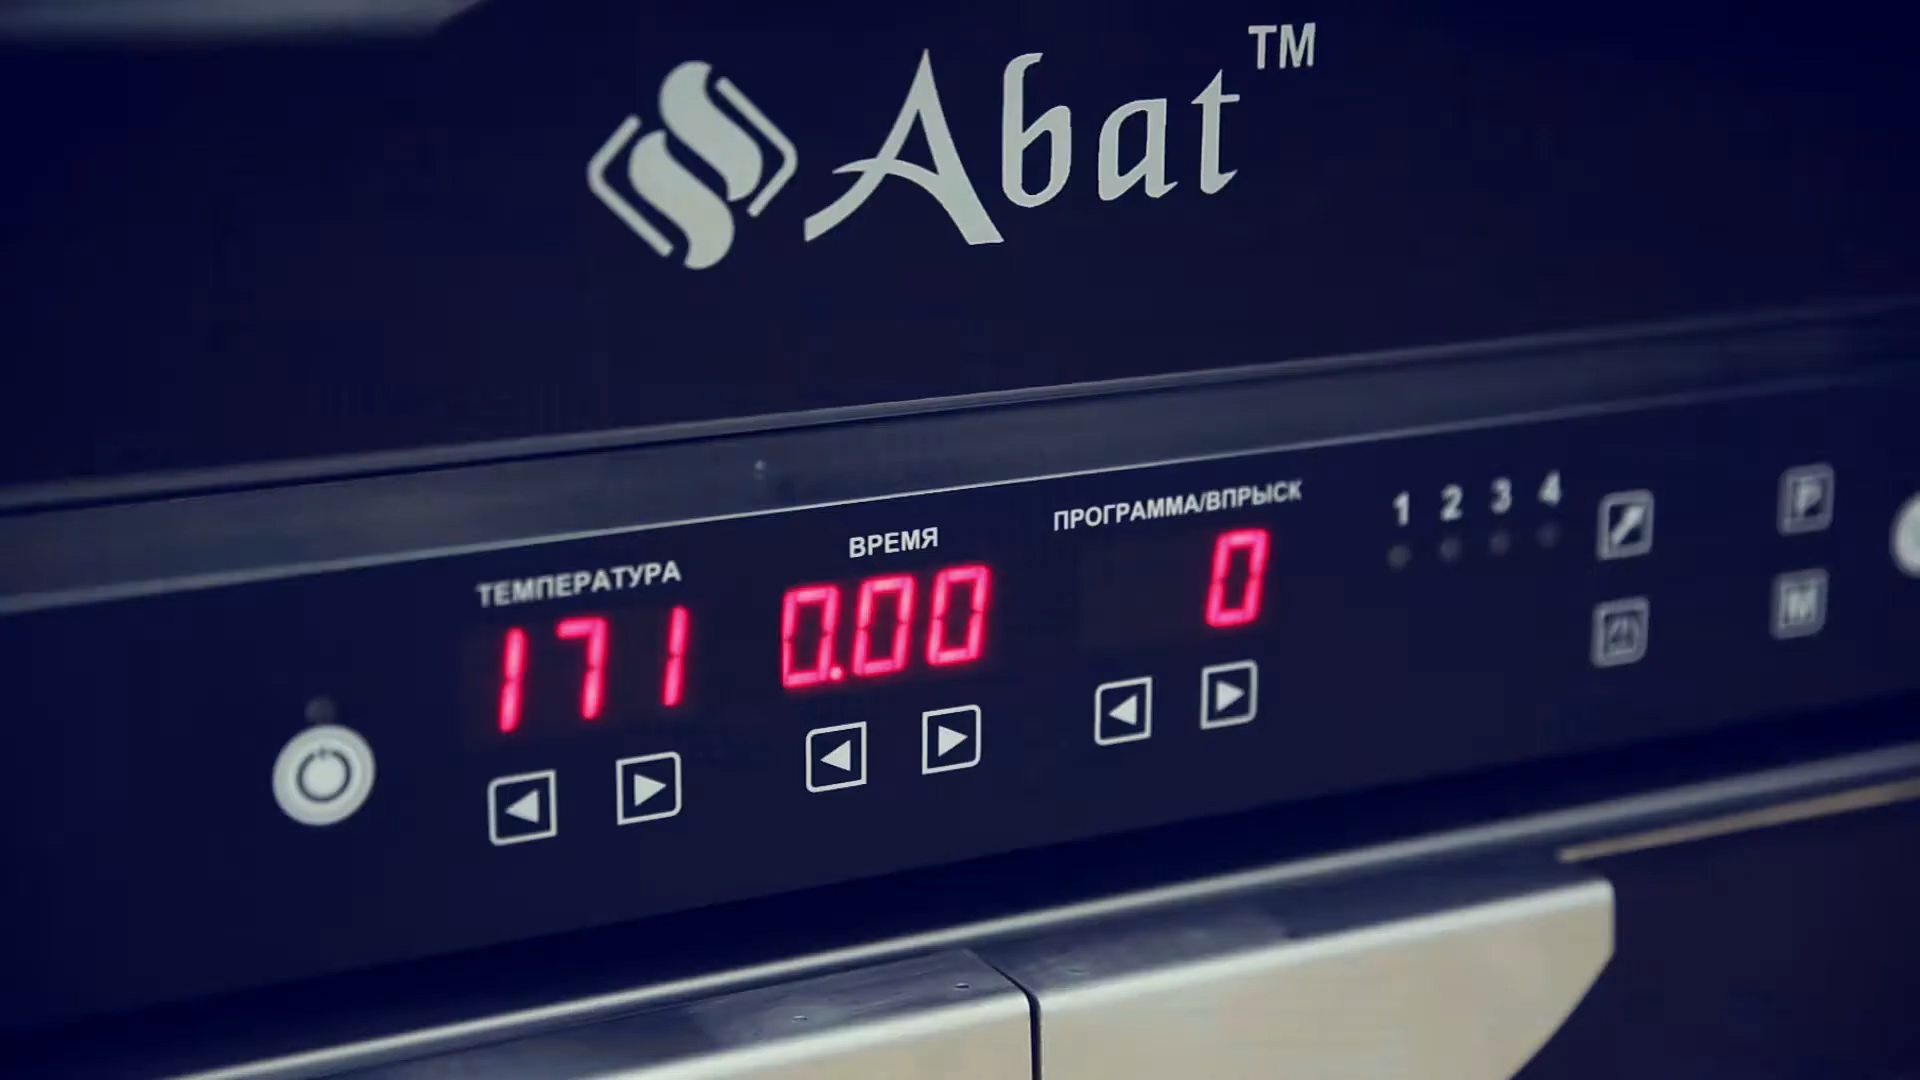 Abat™
ТЕМПЕРАТУРА
171
ВРЕМЯ
0.00
ПРОГРАММА/ВПРЫСК
0
1 2 3 4
P
M